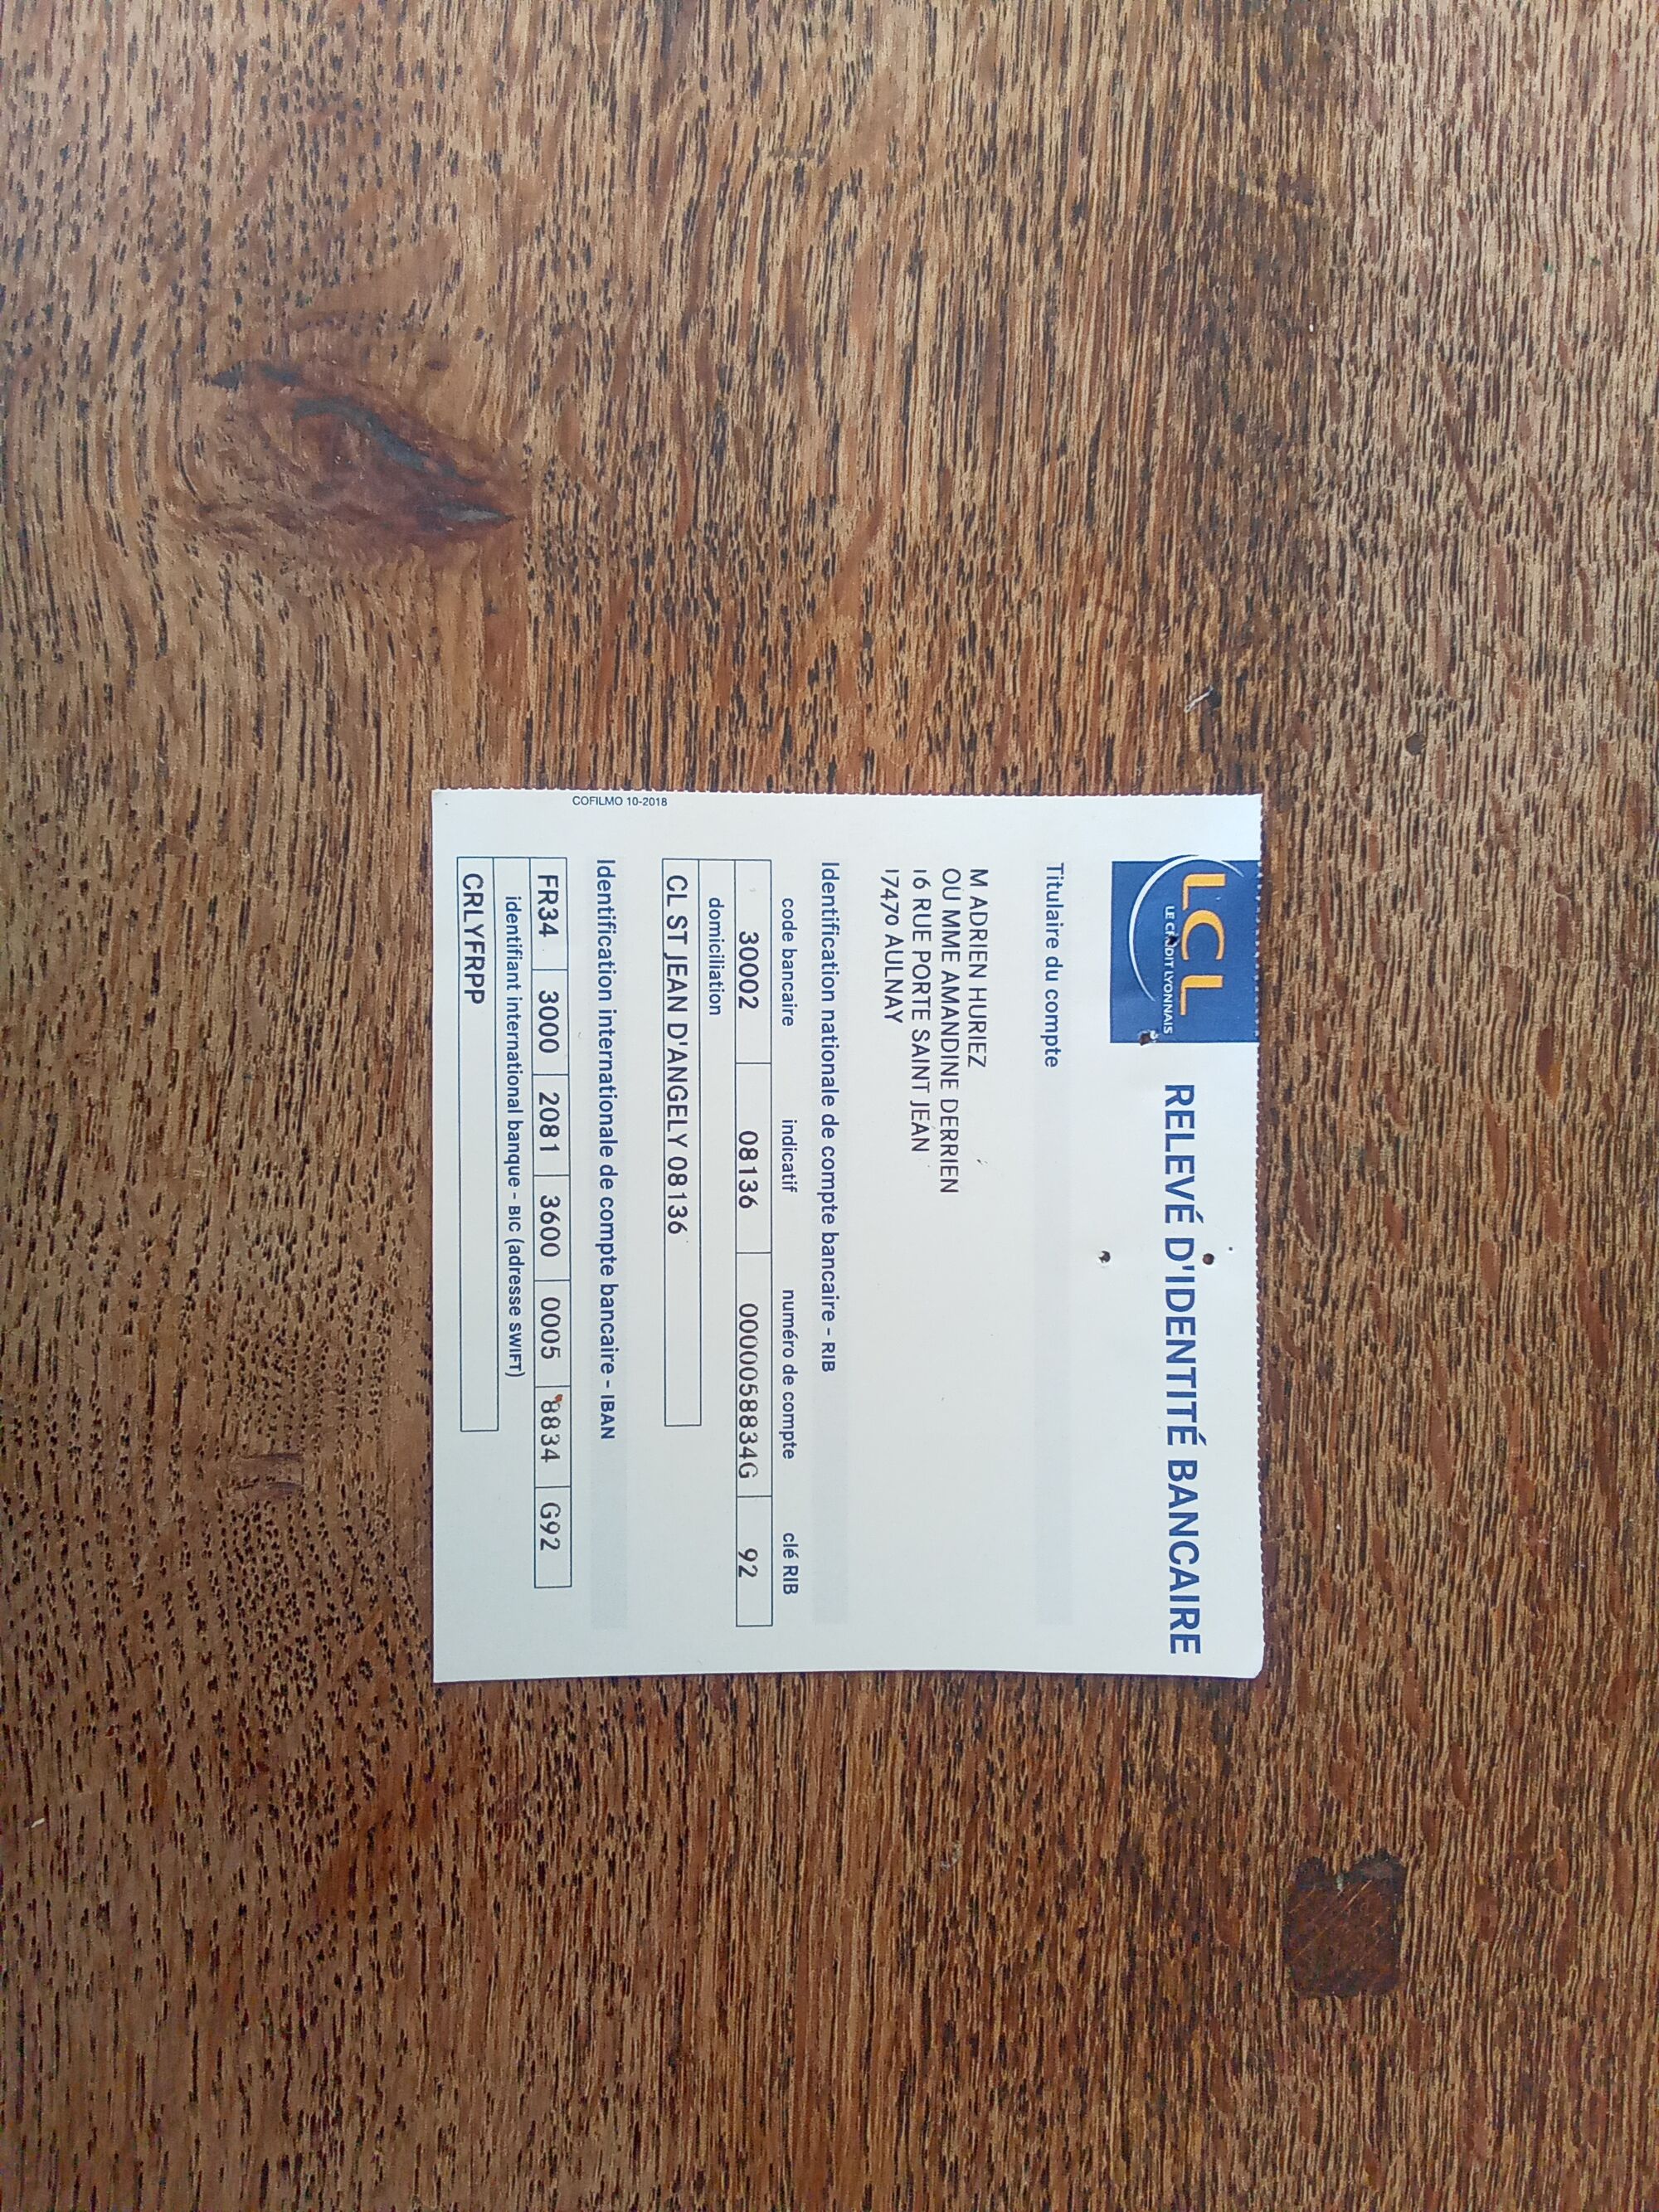 LCL
LE CRÉDIT LYONNAIS
RELEVÉ D'IDENTITÉ BANCAIRE
Titulaire du compte
M ADRIEN HURIEZ
OU MME AMANDINE DERRIEN
16 RUE PORTE SAINT JEAN
17470 AULNAY
Identification nationale de compte bancaire - RIB
code bancaire indicatif numéro de compte clé RIB
30002 08136 0000058834G 92
domiciliation
CL ST JEAN D'ANGELY 08136
Identification internationale de compte bancaire - IBAN
FR34 3000 2081 3600 0005 8834 G92
identifiant international banque - BIC (adresse SWIFT)
CRLYFRPP
COFILMO 10-2018